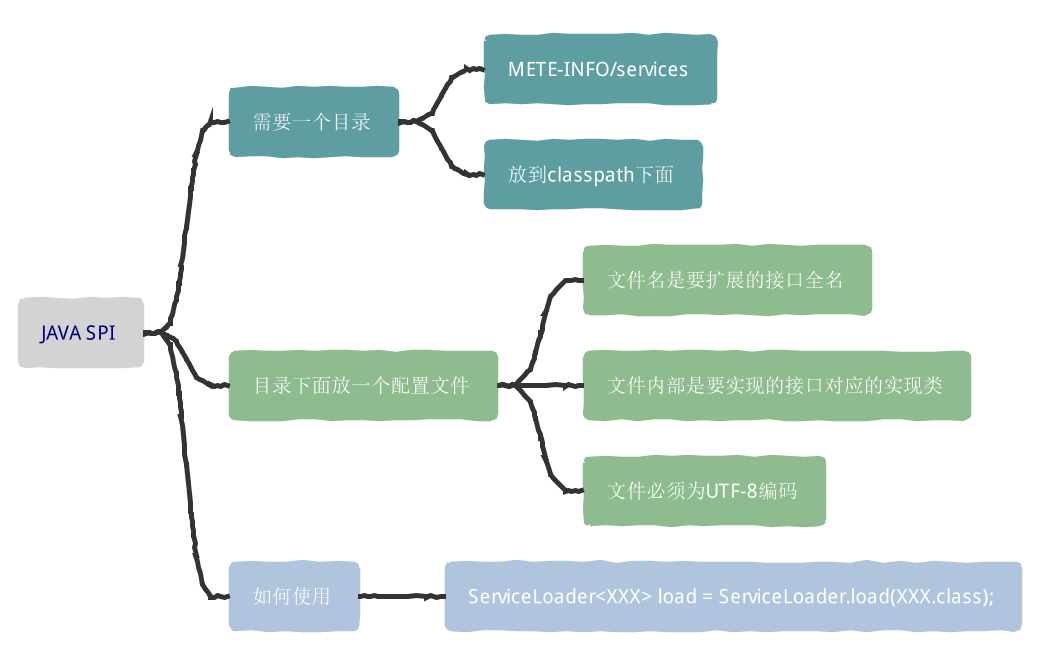 JAVA SPI
需要一个目录
METE-INFO/services
放到classpath下面
目录下面放一个配置文件
文件名是要扩展的接口全名
文件内部是要实现的接口对应的实现类
文件必须为UTF-8编码
如何使用
ServiceLoader<XXX> load = ServiceLoader.load(XXX.class);